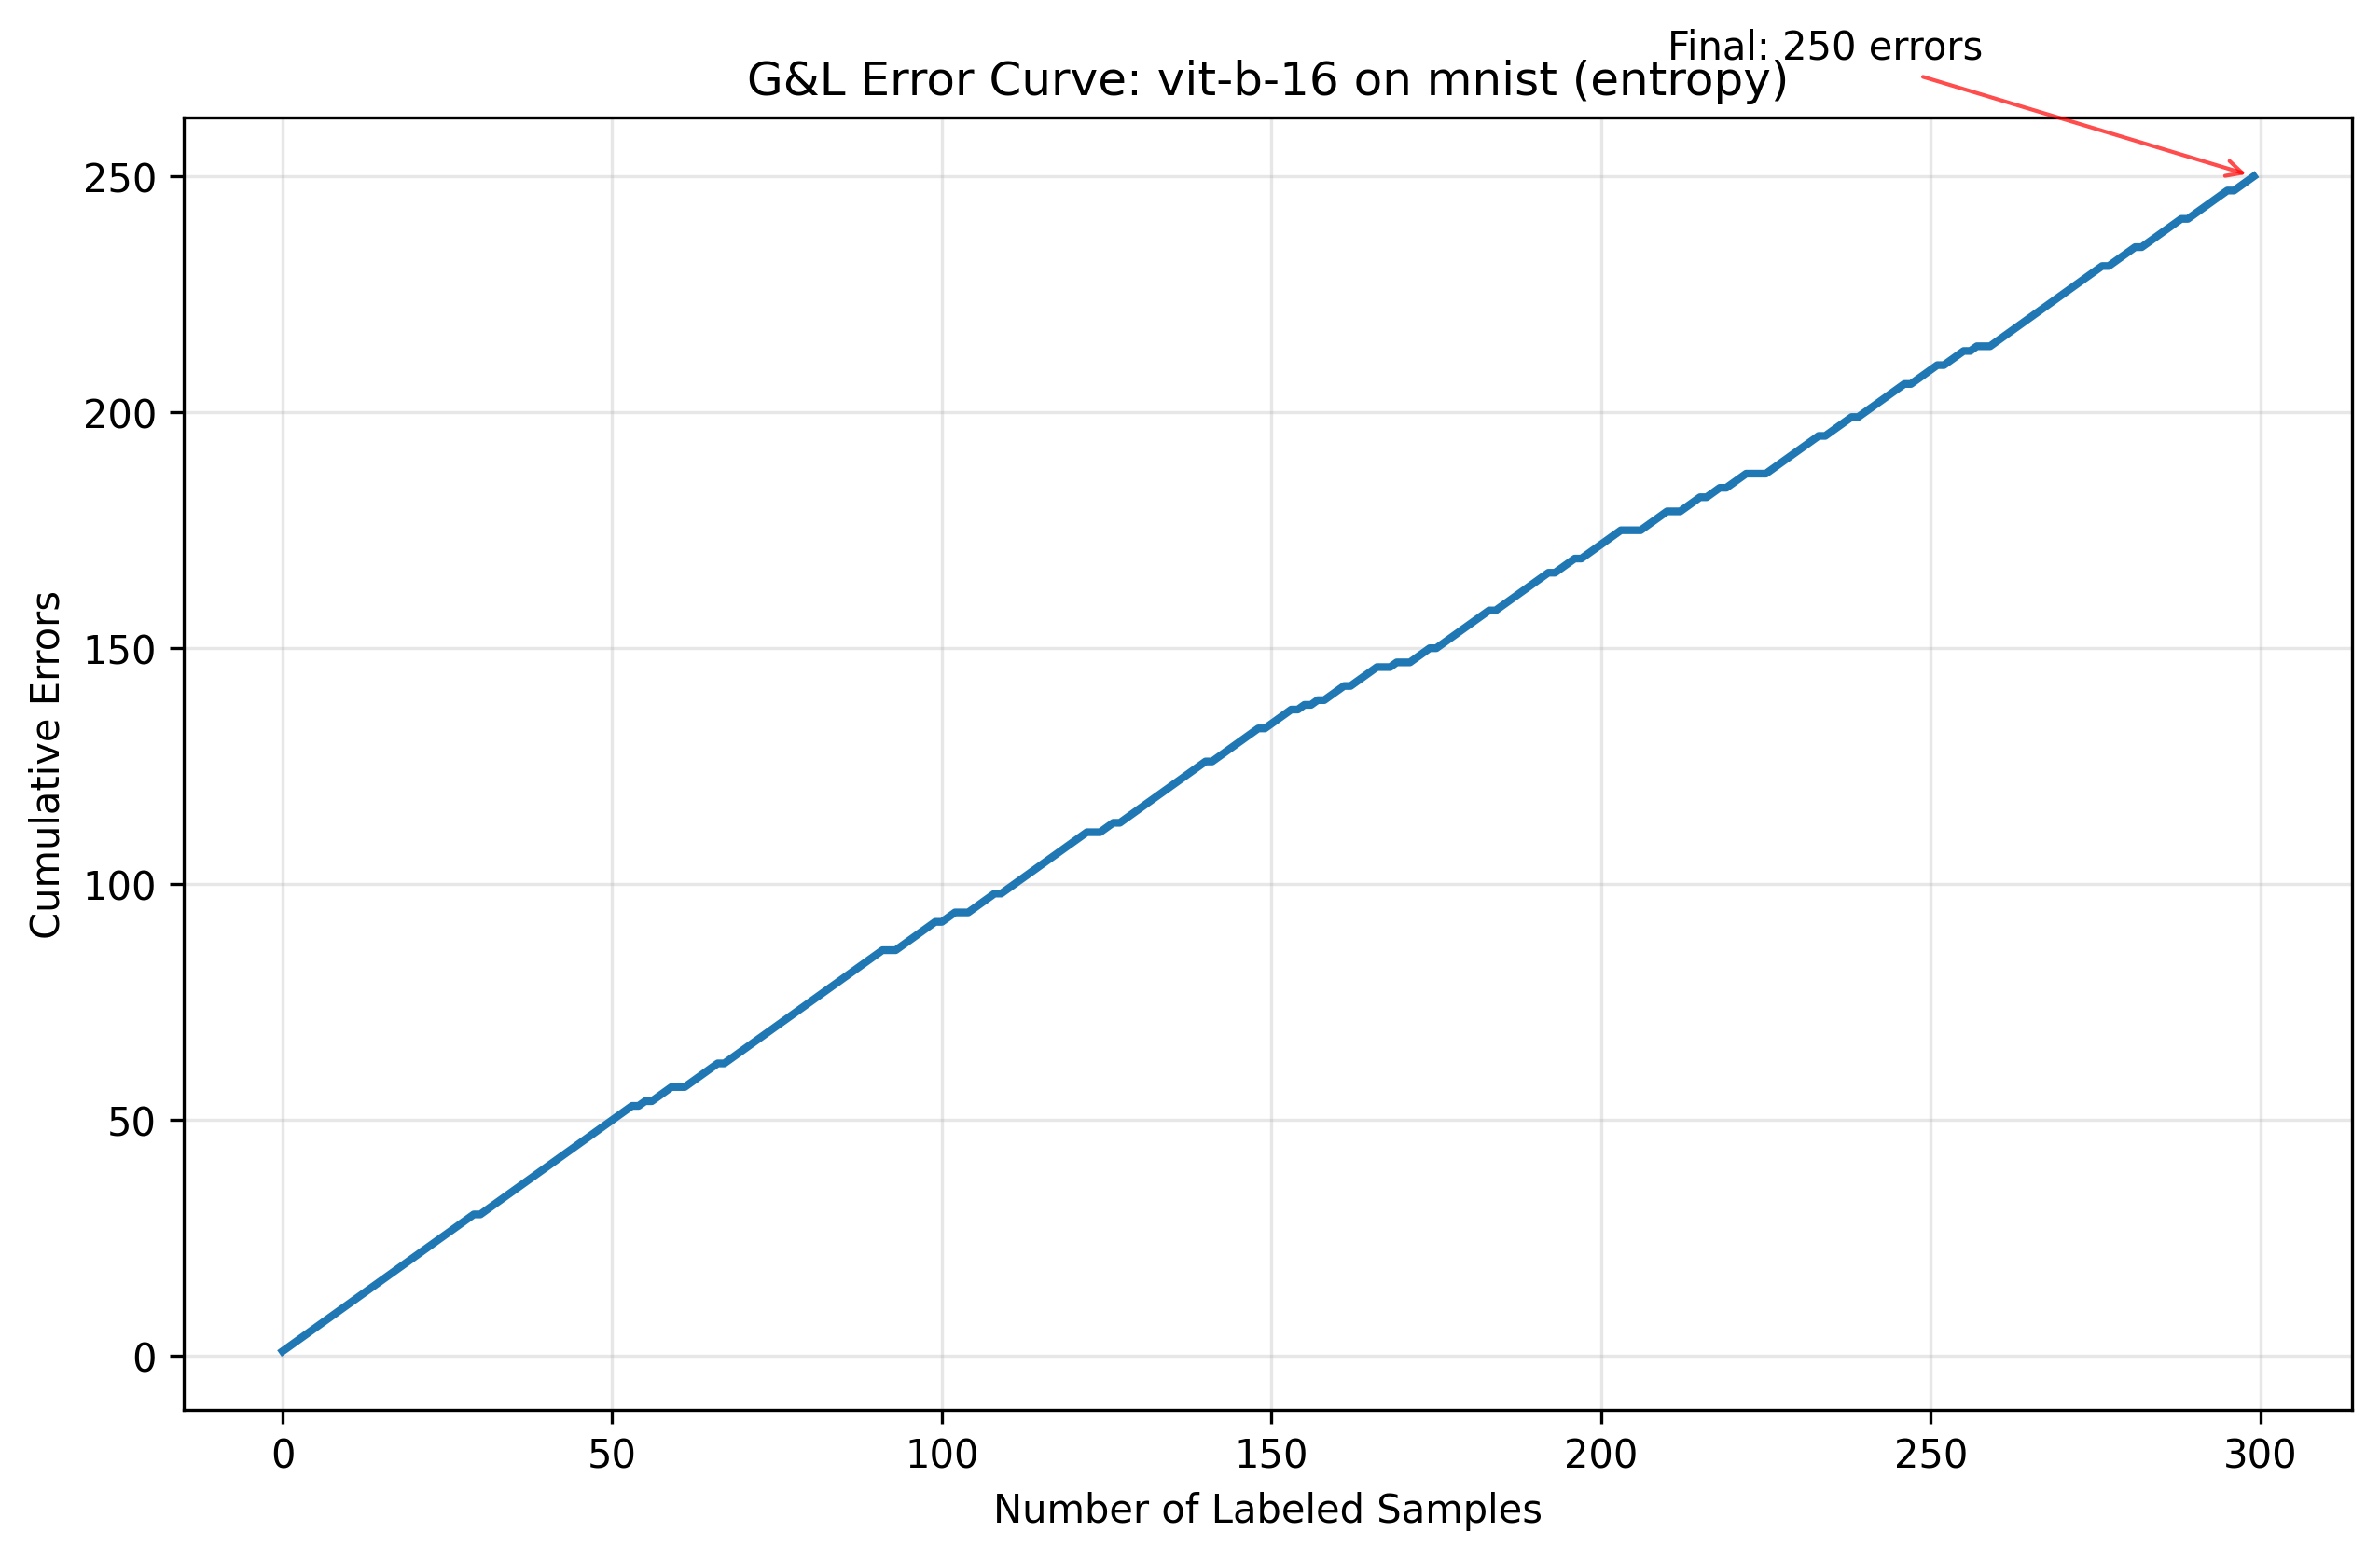 Final: 250 errors
G&L Error Curve: vit-b-16 on mnist (entropy)
250
200
150
100
50
0
Cumulative Errors
0 50 100 150 200 250 300
Number of Labeled Samples